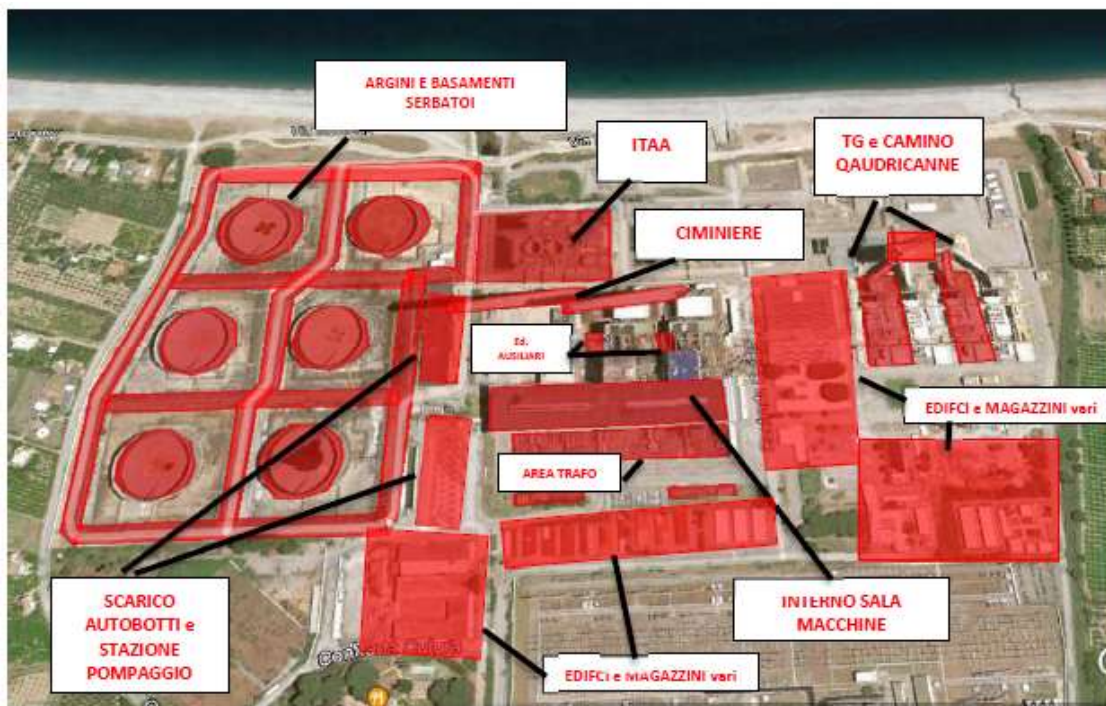 ARGINI E BASAMENTI
SERBATOI
ITAA
TG e CAMINO
QAUDRICANNE
CIMINIERE
Ed.
AUSILIARI
EDIFCI e MAGAZZINI vari
AREA TRAFO
SCARICO
AUTOBOTTI e
STAZIONE
POMPAGGIO
INTERNO SALA
MACCHINE
EDIFCI e MAGAZZINI vari